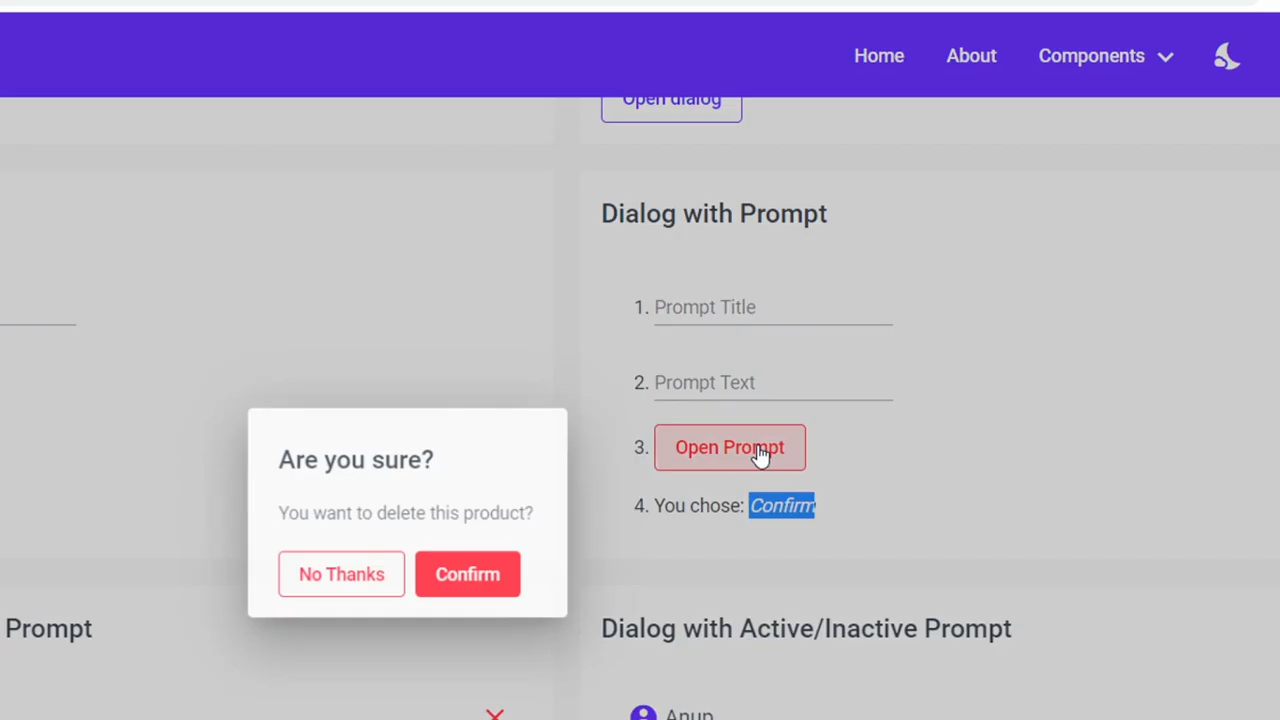 Home About Components
Open dialog
Dialog with Prompt
1. Prompt Title
2. Prompt Text
3. Open Prompt
4. You chose: Confirm
Are you sure?
You want to delete this product?
No Thanks Confirm
Prompt
Dialog with Active/Inactive Prompt
Anup